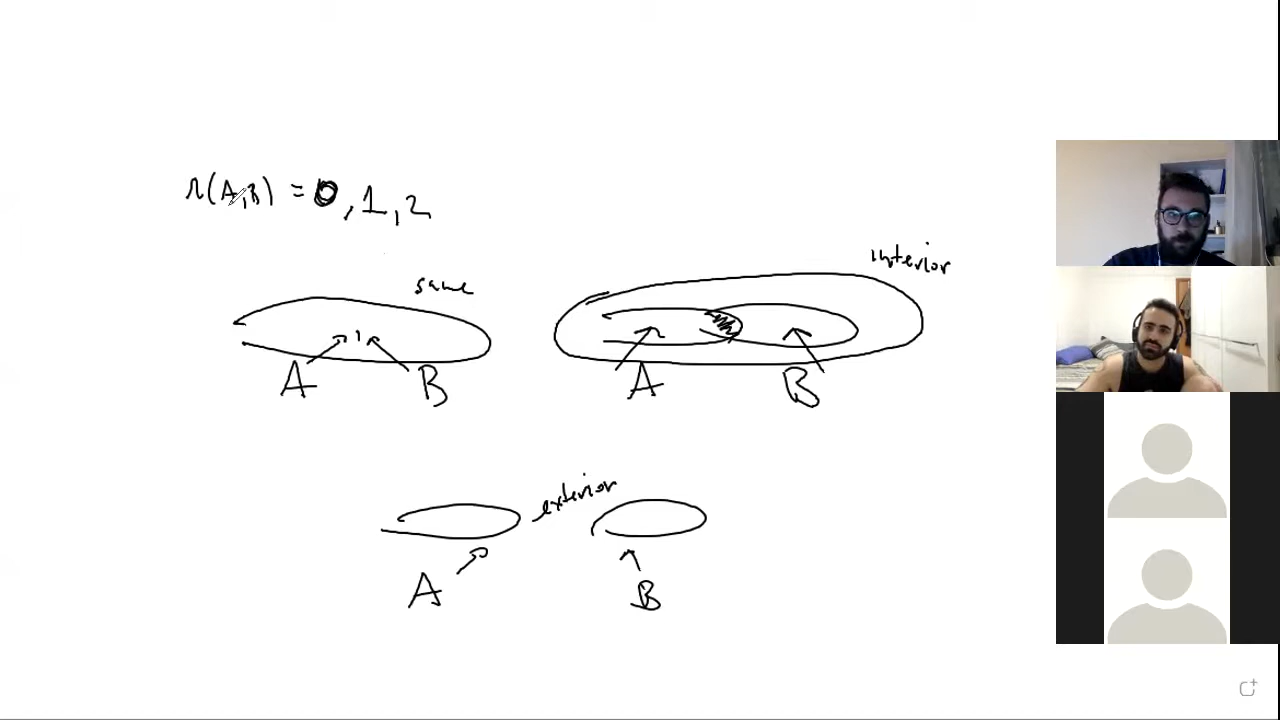 r(A,B) = 0, 1, 2
same
interior
A B
A B
exterior
A B